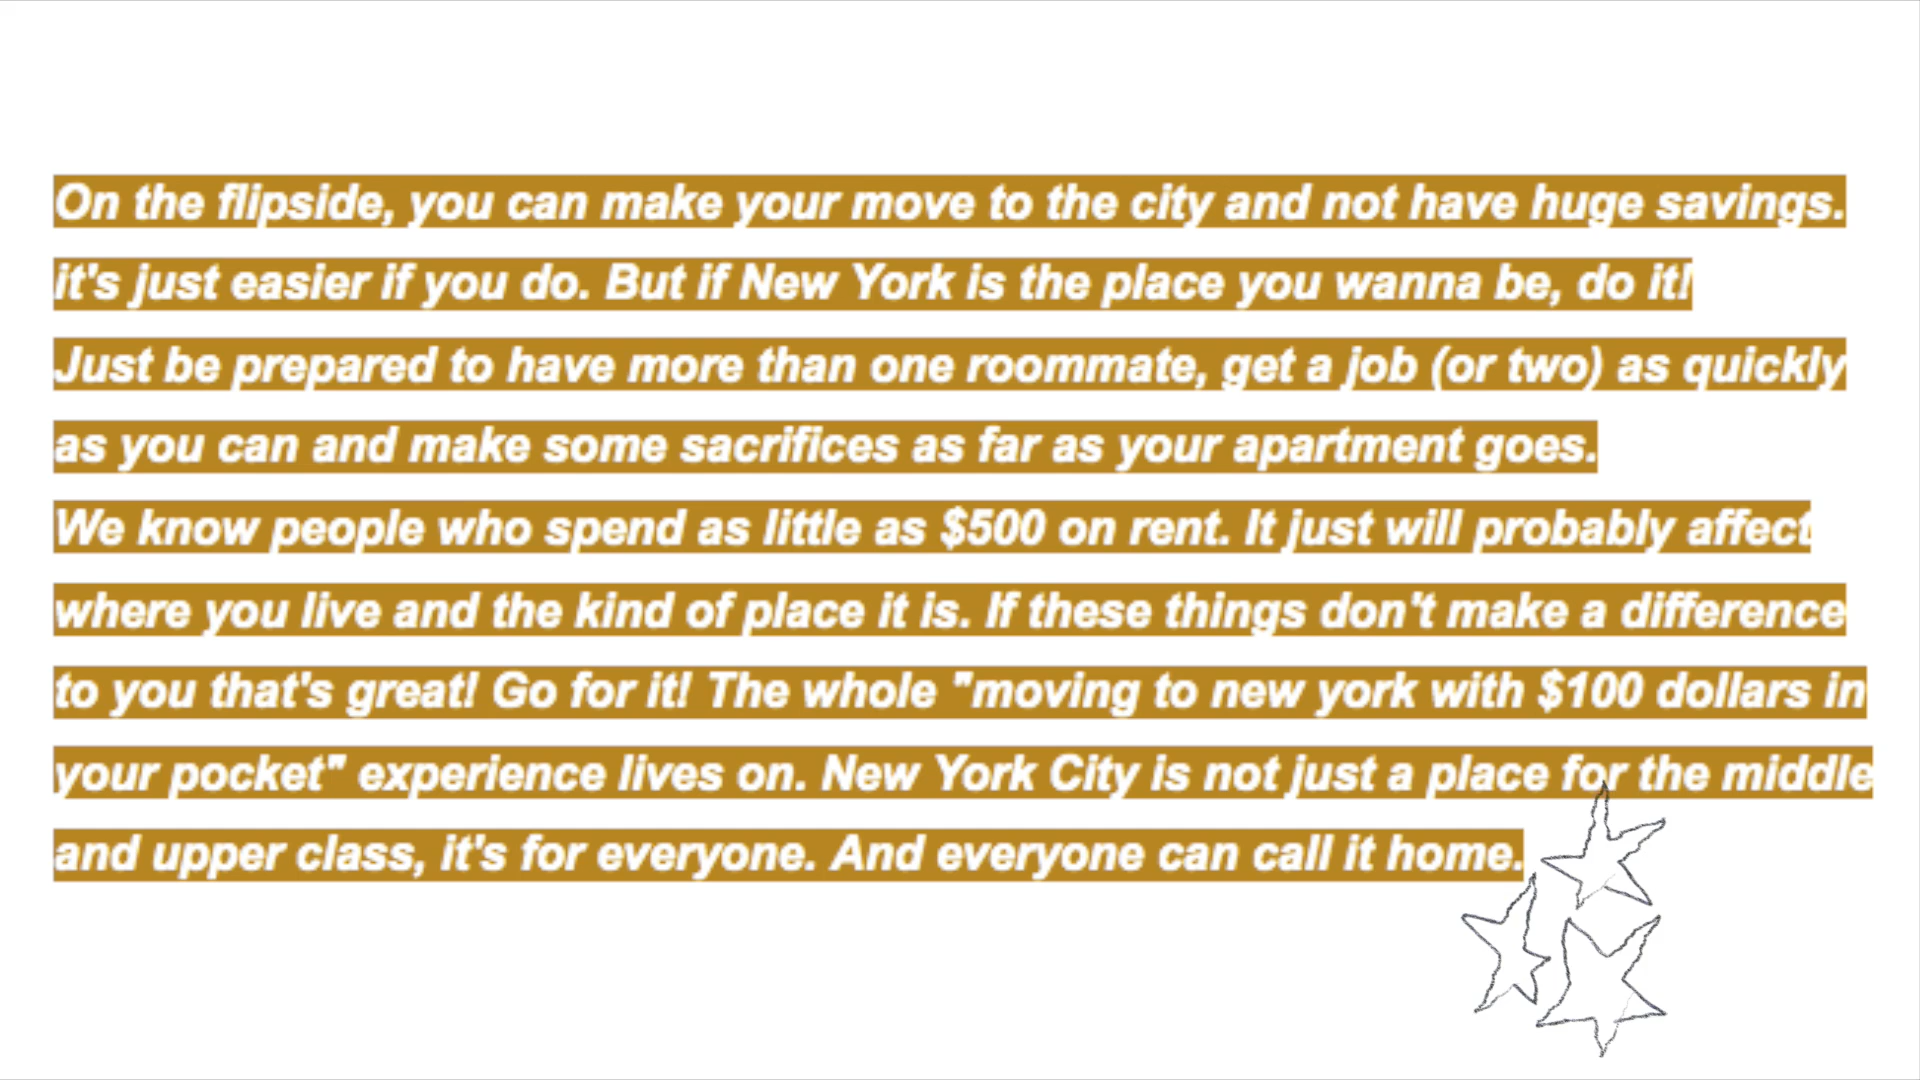 On the flipside, you can make your move to the city and not have huge savings.
it's just easier if you do. But if New York is the place you wanna be, do it!
Just be prepared to have more than one roommate, get a job (or two) as quickly
as you can and make some sacrifices as far as your apartment goes.
We know people who spend as little as $500 on rent. It just will probably affect
where you live and the kind of place it is. If these things don't make a difference
to you that's great! Go for it! The whole "moving to new york with $100 dollars in
your pocket" experience lives on. New York City is not just a place for the middle
and upper class, it's for everyone. And everyone can call it home.